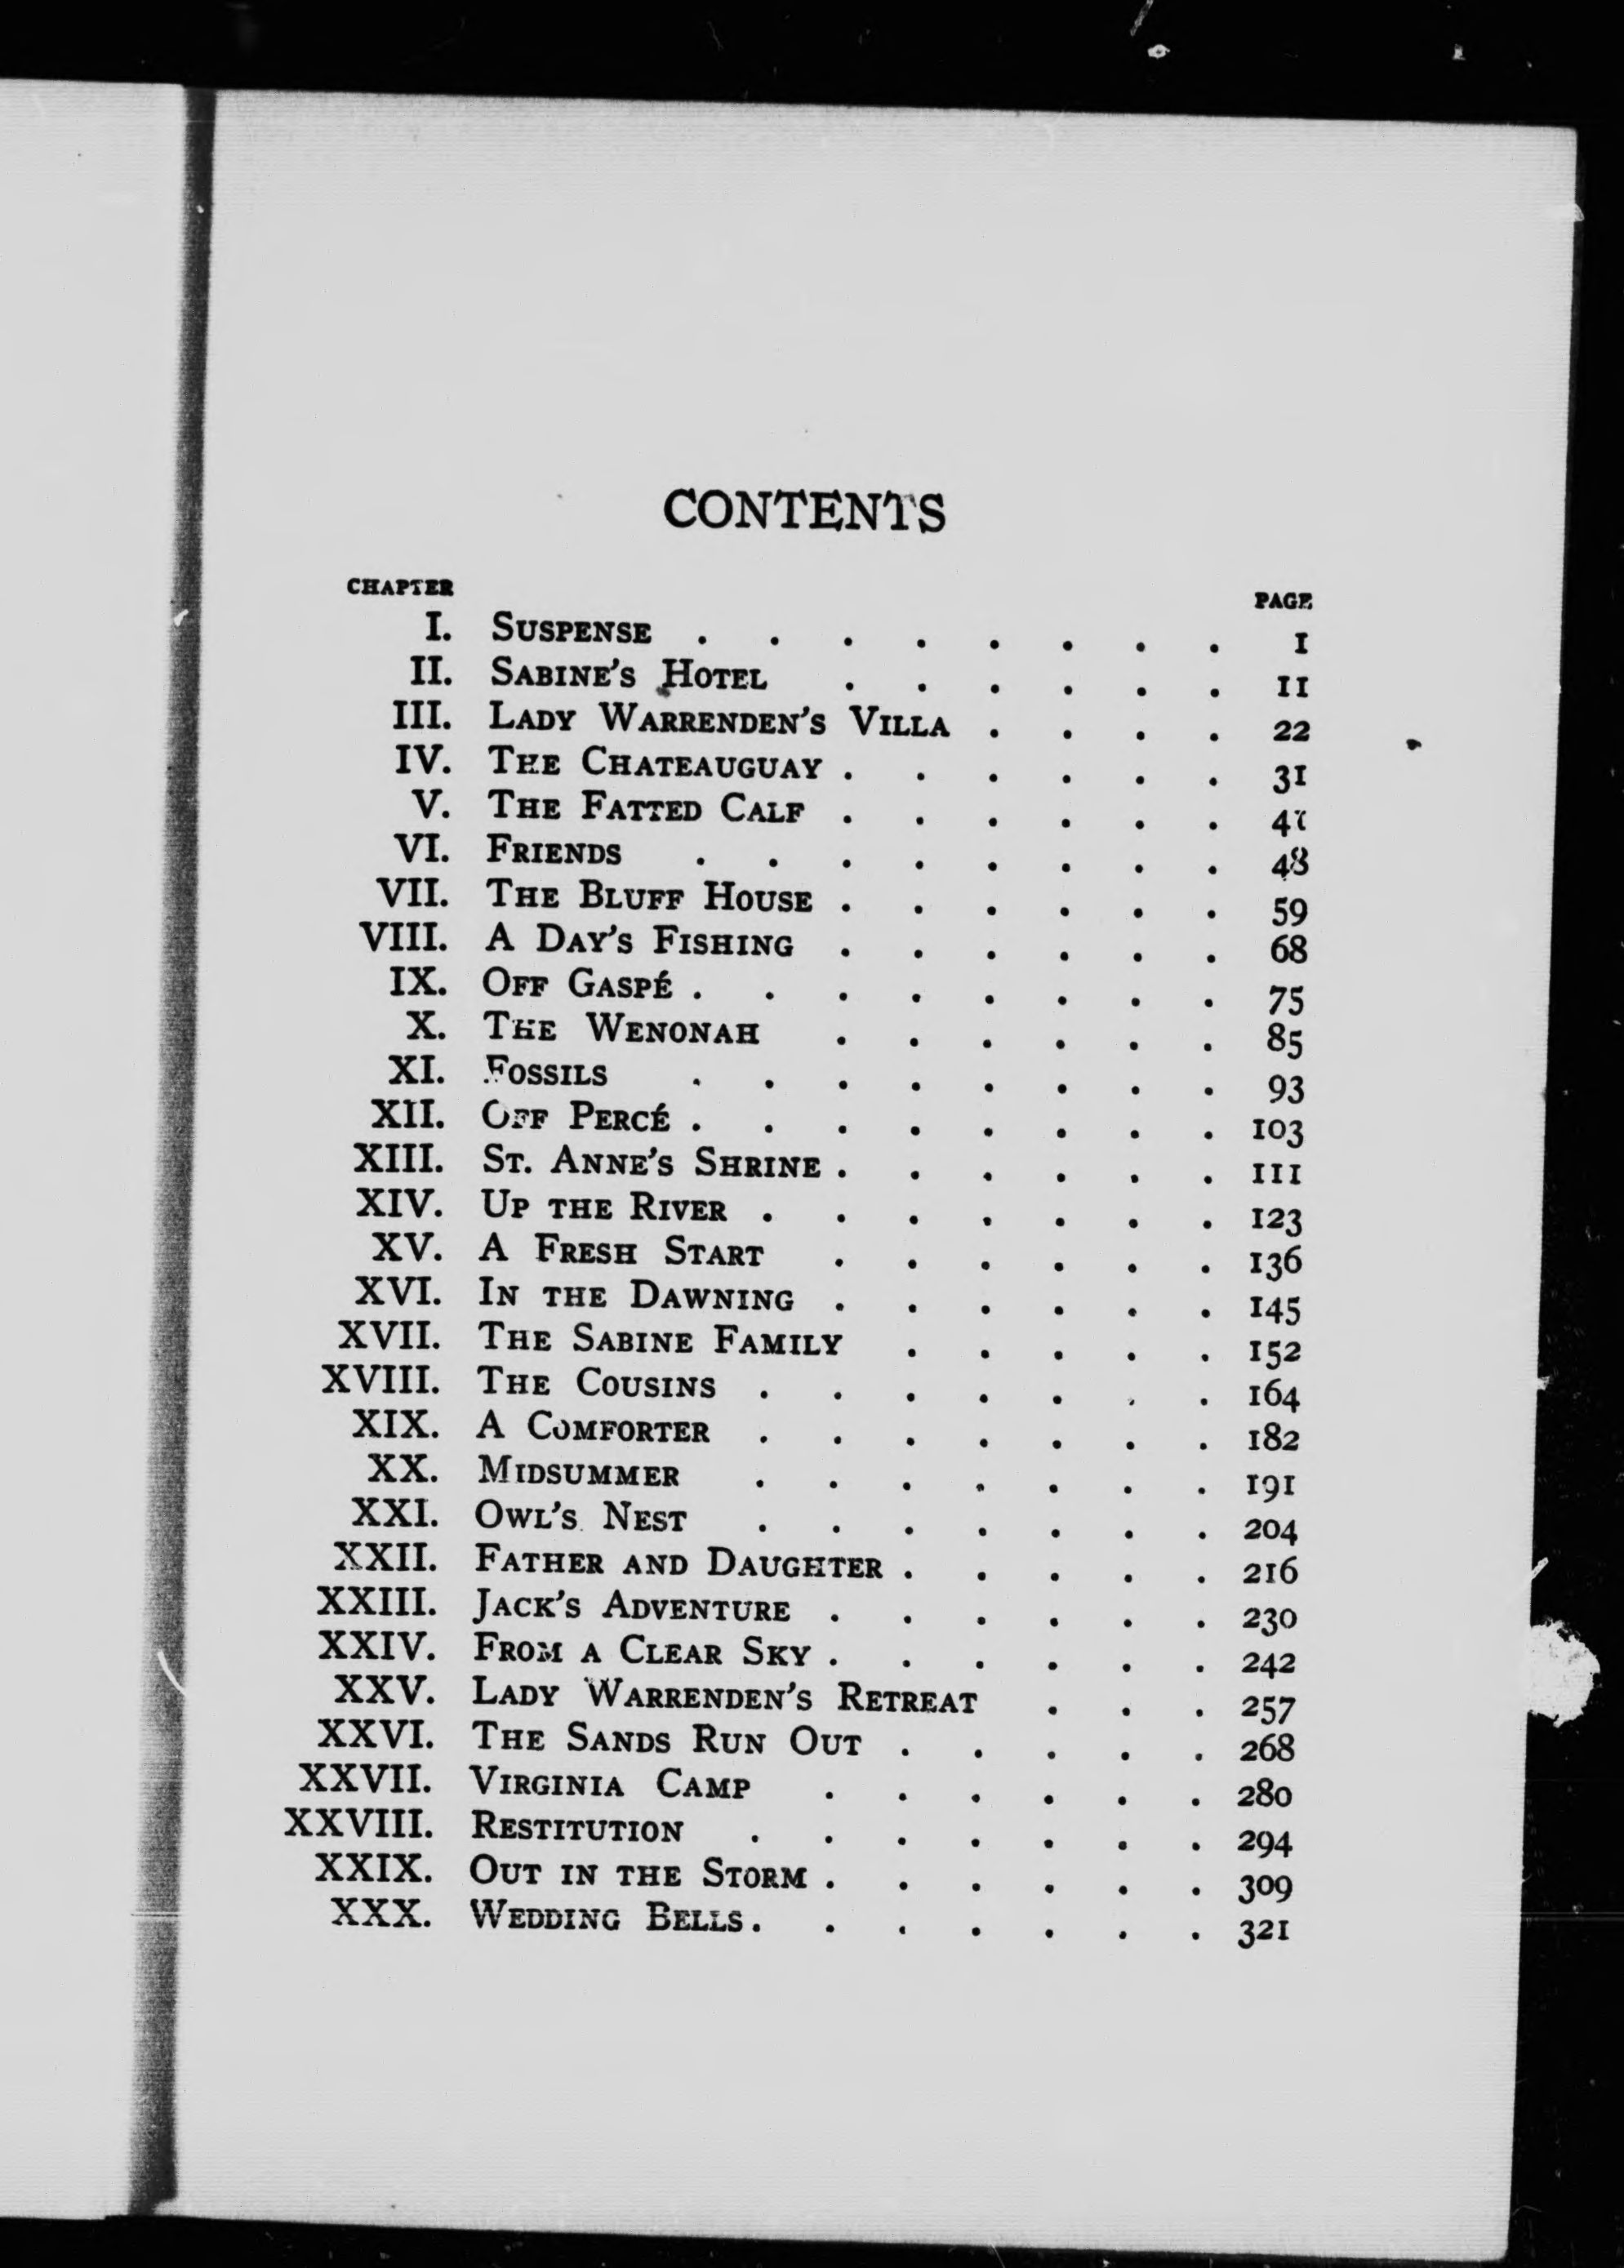 CONTENTS
CHAPTER PAGE
I. SUSPENSE . . . . . . . . 1
II. SABINE'S HOTEL . . . . . . 11
III. LADY WARRENDEN'S VILLA . . . . 22
IV. THE CHATEAUGUAY . . . . . . 31
V. THE FATTED CALF . . . . . . 41
VI. FRIENDS . . . . . . . . 48
VII. THE BLUFF HOUSE . . . . . . 59
VIII. A DAY'S FISHING . . . . . . 68
IX. OFF GASPÉ . . . . . . . . 75
X. THE WENONAH . . . . . . 85
XI. FOSSILS . . . . . . . . 93
XII. OFF PERCÉ . . . . . . . . 103
XIII. ST. ANNE'S SHRINE . . . . . . 111
XIV. UP THE RIVER . . . . . . . 123
XV. A FRESH START . . . . . . 136
XVI. IN THE DAWNING . . . . . . 145
XVII. THE SABINE FAMILY . . . . . 152
XVIII. THE COUSINS . . . . . . . 164
XIX. A COMFORTER . . . . . . . 182
XX. MIDSUMMER . . . . . . . 191
XXI. OWL'S NEST . . . . . . . 204
XXII. FATHER AND DAUGHTER . . . . . 216
XXIII. JACK'S ADVENTURE . . . . . . 230
XXIV. FROM A CLEAR SKY . . . . . . 242
XXV. LADY WARRENDEN'S RETREAT . . . 257
XXVI. THE SANDS RUN OUT . . . . . 268
XXVII. VIRGINIA CAMP . . . . . . 280
XXVIII. RESTITUTION . . . . . . . 294
XXIX. OUT IN THE STORM . . . . . . 309
XXX. WEDDING BELLS . . . . . . . 321